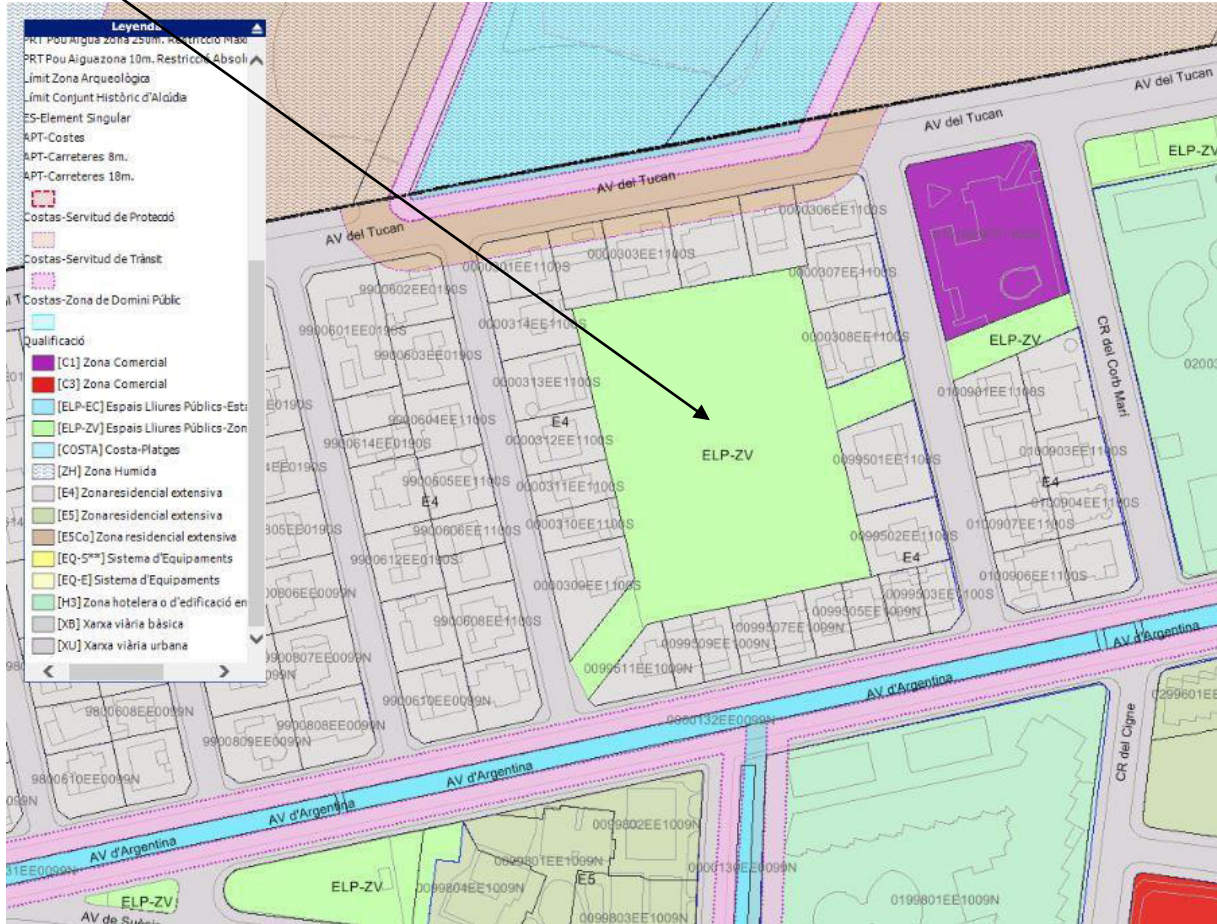 Leyenda
PRT Pou Aigua zona 250m. Restricció Maxi
PRT Pou Aiguazona 10m. Restricció Absolu
Límit Zona Arqueològica
Límit Conjunt Històric d'Alcúdia
ES-Element Singular
APT-Costes
APT-Carreteres 8m.
APT-Carreteres 18m.
Costas-Servitud de Protecció
Costas-Servitud de Trànsit
Costas-Zona de Domini Públic
Qualificació
[C1] Zona Comercial
[C3] Zona Comercial
[ELP-EC] Espais Lliures Públics-Esta
[ELP-ZV] Espais Lliures Públics-Zon
[COSTA] Costa-Platges
[ZH] Zona Humida
[E4] Zona residencial extensiva
[E5] Zona residencial extensiva
[E5Co] Zona residencial extensiva
[EQ-S**] Sistema d'Equipaments
[EQ-E] Sistema d'Equipaments
[H3] Zona hotelera o d'edificació en
[XB] Xarxa viària bàsica
[XU] Xarxa viària urbana
AV del Tucan
AV del Tucan
AV del Tucan
AV del Tucan
ELP-ZV
0000306EE1100S
0000303EE1100S
0000301EE1100S
0000307EE1100S
9900602EE0190S
0000314EE1100S
9900601EE0190S
0000308EE1100S
ELP-ZV
CR del Corb Marí
9900603EE0190S
02003
0000313EE1100S
0100901EE1100S
9900604EE1100S
E4
0000312EE1100S
9900614EE0190S
ELP-ZV
0099501EE1100S
0100903EE1100S
9900605EE1100S
0000311EE1100S
E4
E4
0100904EE1100S
0000310EE1100S
0100907EE1100S
9900606EE1100S
0099502EE1100S
9900612EE0190S
E4
0100906EE1100S
0000309EE1100S
0099503EE1100S
0099505EE1009N
9900608EE1100S
0099507EE1009N
0099509EE1009N
AV d'Argentina
9900807EE0099N
0099511EE1009N
AV d'Argentina
9900610EE0099N
9800608EE0099N
9900808EE0099N
9900809EE0099N
9800132EE0099N
0299601EE
CR del Cigne
9800610EE0099N
AV d'Argentina
AV d'Argentina
AV d'Argentina
0099802EE1009N
0099801EE1009N
0000130EE0099N
ELP-ZV
0099804EE1009N
E5
0199801EE1009N
ELP-ZV
0099803EE1009N